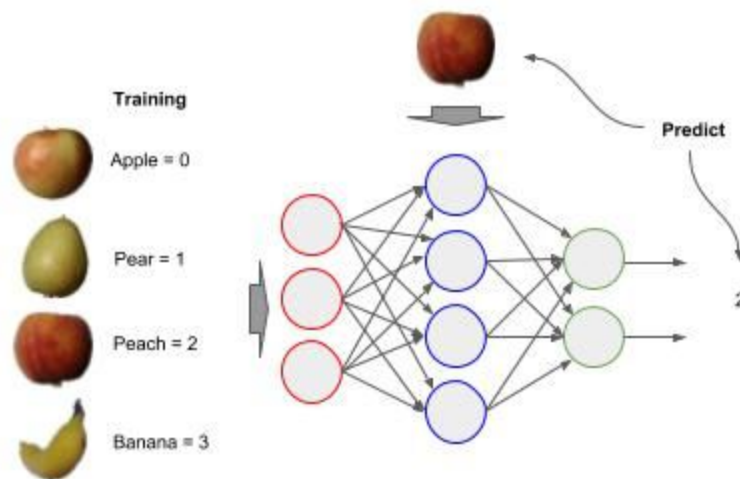 Training
Apple = 0
Pear = 1
Peach = 2
Banana = 3
Predict
2